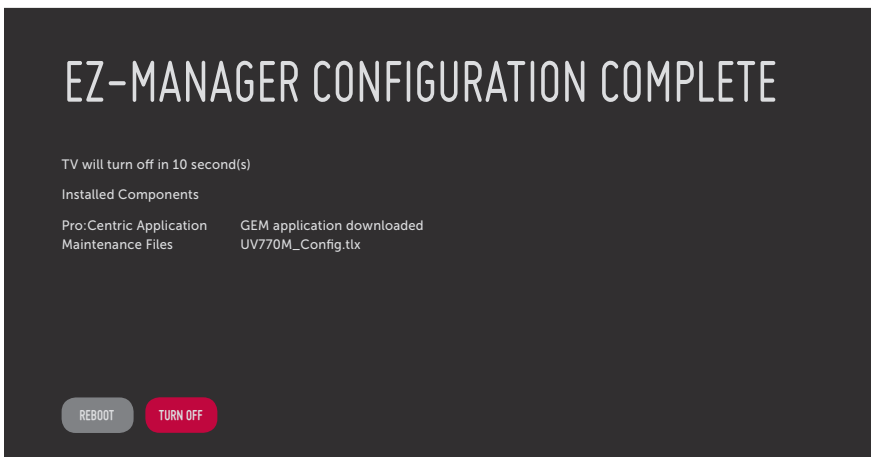 EZ-MANAGER CONFIGURATION COMPLETE
TV will turn off in 10 second(s)
Installed Components
Pro:Centric Application GEM application downloaded
Maintenance Files UV770M_Config.tlx
REBOOT TURN OFF